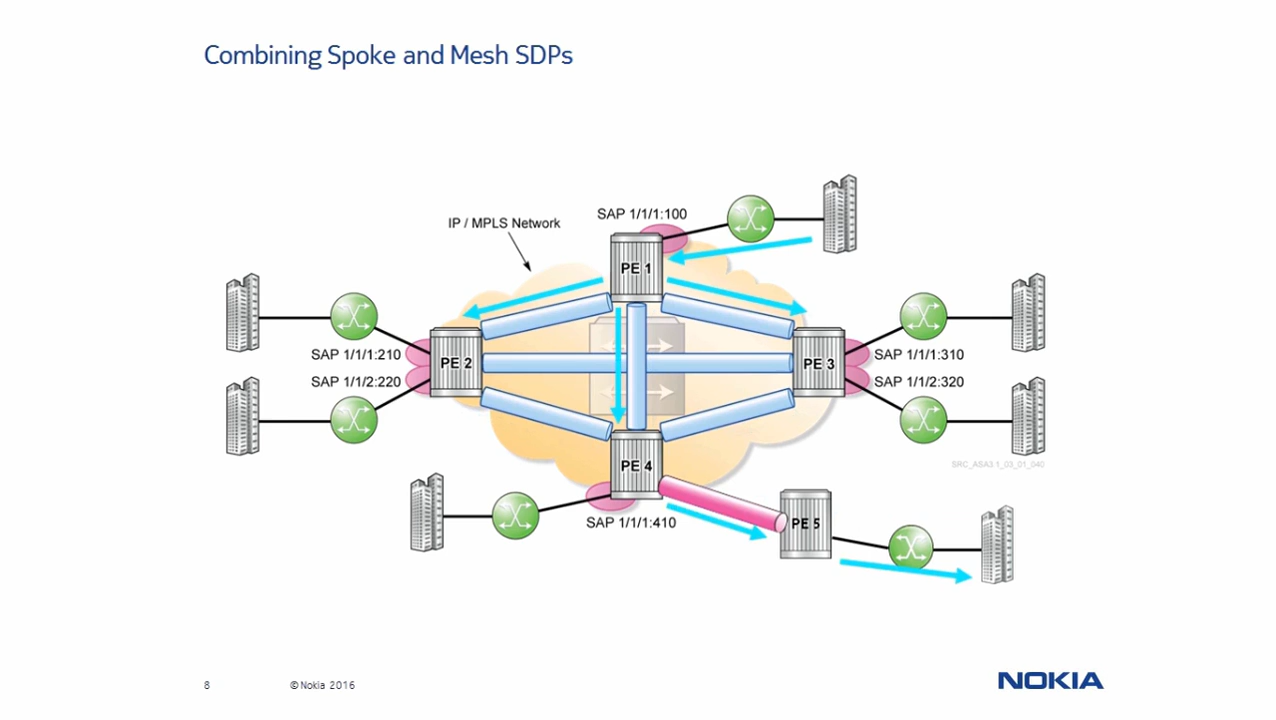 Combining Spoke and Mesh SDPs
SAP 1/1/1:100
IP / MPLS Network
PE 1
SAP 1/1/1:210
SAP 1/1/2:220
PE 2
PE 3
SAP 1/1/1:310
SAP 1/1/2:320
SRC_ASA3.1_03_01_040
PE 4
SAP 1/1/1:410
PE 5
8
© Nokia 2016
NOKIA